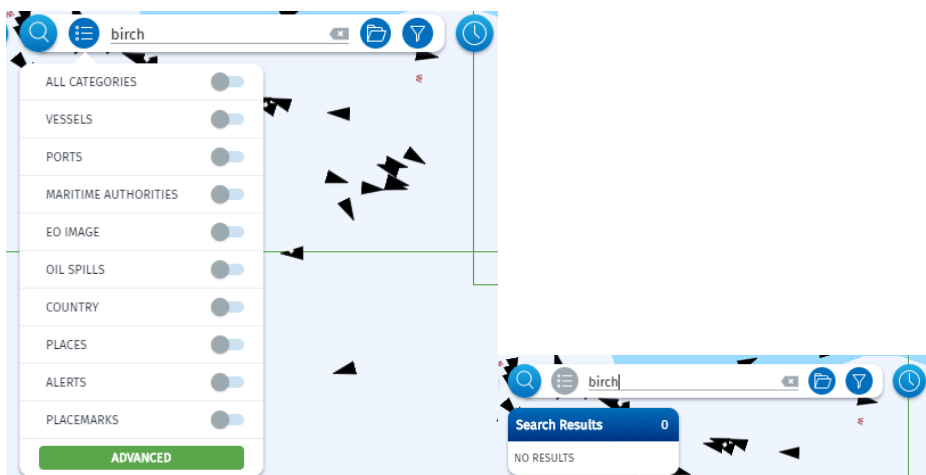 birch
ALL CATEGORIES
VESSELS
PORTS
MARITIME AUTHORITIES
EO IMAGE
OIL SPILLS
COUNTRY
PLACES
ALERTS
PLACEMARKS
ADVANCED
birch
Search Results 0
NO RESULTS